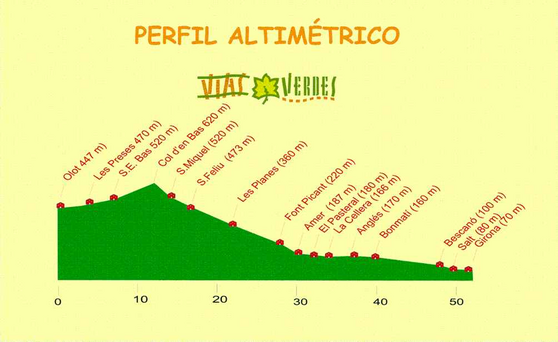 PERFIL ALTIMÉTRICO
VIAS VERDES
Olot 447 m)
Les Preses 470 m)
S.E. Bas 520 m)
Col d'en Bas 620 m)
S.Miquel (520 m)
S.Feliu (473 m)
Les Planes (360 m)
Font Picant (220 m)
Amer (187 m)
El Pasteral (180 m)
La Cellera (166 m)
Anglés (170 m)
Bonmatí (160 m)
Bescanó (100 m)
Salt (80 m)
Girona (70 m)
0 10 20 30 40 50